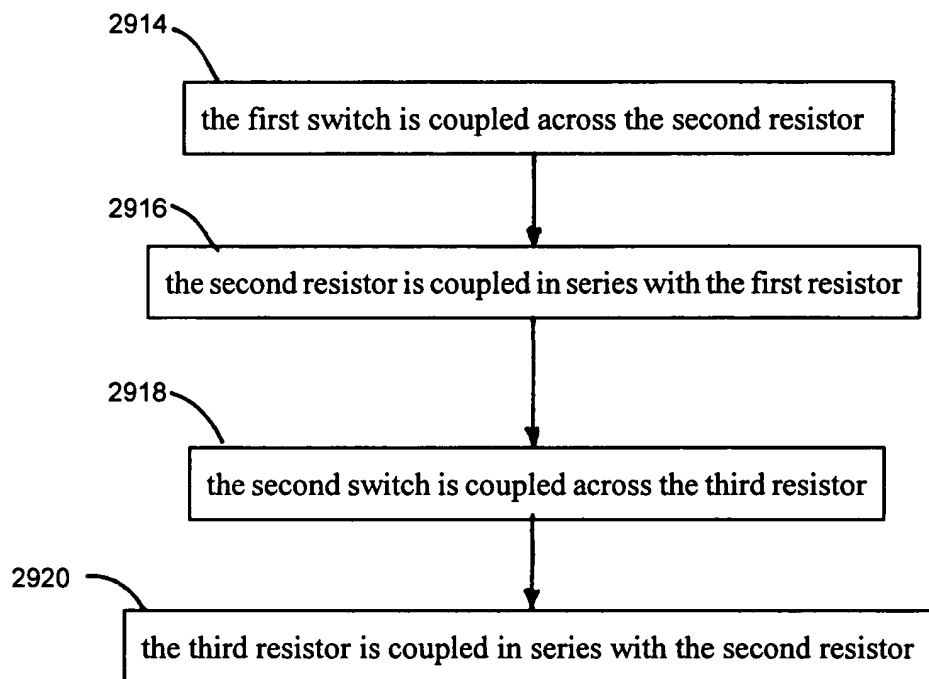 2914
the first switch is coupled across the second resistor
2916
the second resistor is coupled in series with the first resistor
2918
the second switch is coupled across the third resistor
2920
the third resistor is coupled in series with the second resistor